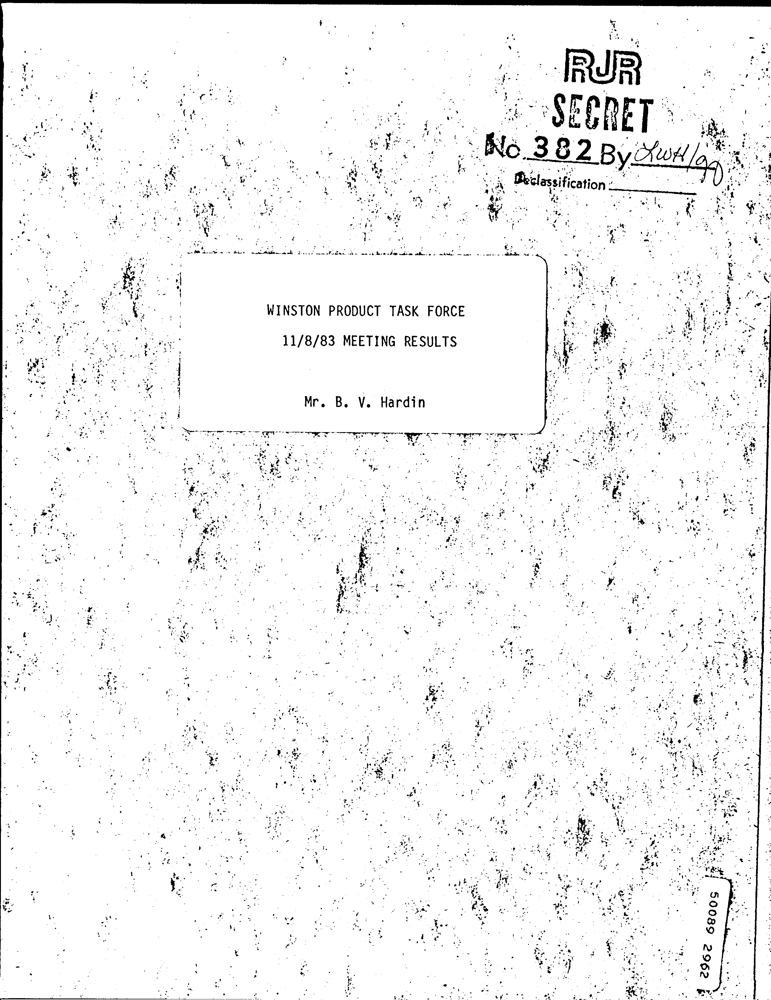 RJR
SECRET
No. 382 By LWH/gg
Declassification:
WINSTON PRODUCT TASK FORCE
11/8/83 MEETING RESULTS
Mr. B. V. Hardin
50089 2962